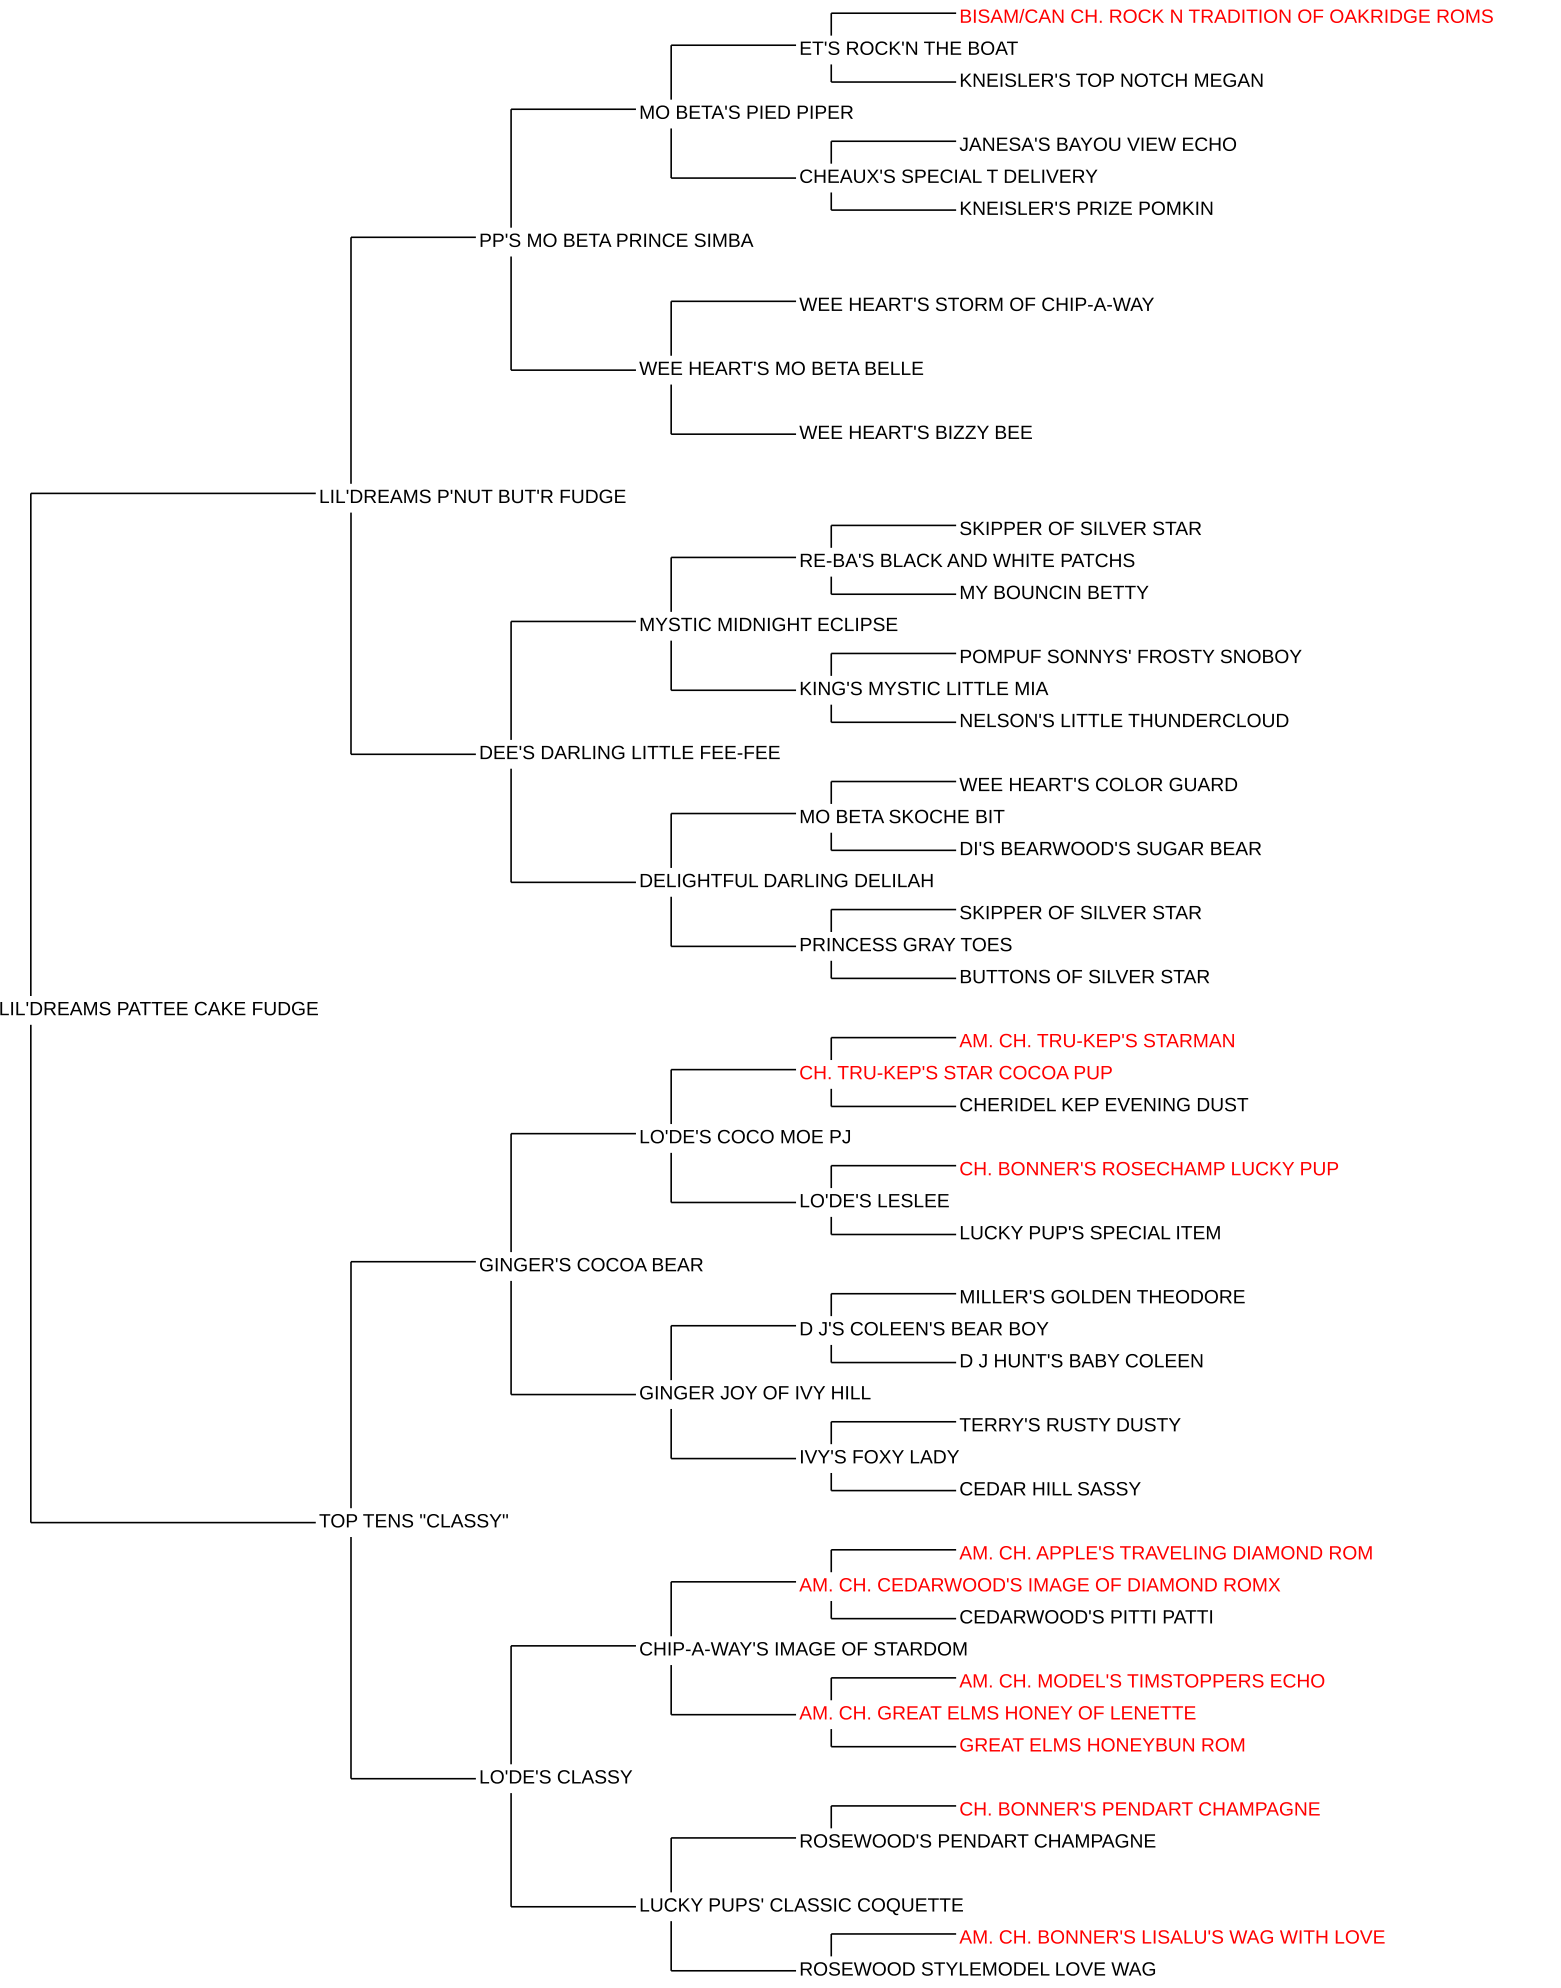 BISAM/CAN CH. ROCK N TRADITION OF OAKRIDGE ROMS
ET'S ROCK'N THE BOAT
KNEISLER'S TOP NOTCH MEGAN
MO BETA'S PIED PIPER
JANESA'S BAYOU VIEW ECHO
CHEAUX'S SPECIAL T DELIVERY
KNEISLER'S PRIZE POMKIN
PP'S MO BETA PRINCE SIMBA
WEE HEART'S STORM OF CHIP-A-WAY
WEE HEART'S MO BETA BELLE
WEE HEART'S BIZZY BEE
LIL'DREAMS P'NUT BUT'R FUDGE
SKIPPER OF SILVER STAR
RE-BA'S BLACK AND WHITE PATCHS
MY BOUNCIN BETTY
MYSTIC MIDNIGHT ECLIPSE
POMPUF SONNYS' FROSTY SNOBOY
KING'S MYSTIC LITTLE MIA
NELSON'S LITTLE THUNDERCLOUD
DEE'S DARLING LITTLE FEE-FEE
WEE HEART'S COLOR GUARD
MO BETA SKOCHE BIT
DI'S BEARWOOD'S SUGAR BEAR
DELIGHTFUL DARLING DELILAH
SKIPPER OF SILVER STAR
PRINCESS GRAY TOES
BUTTONS OF SILVER STAR
LIL'DREAMS PATTEE CAKE FUDGE
AM. CH. TRU-KEP'S STARMAN
CH. TRU-KEP'S STAR COCOA PUP
CHERIDEL KEP EVENING DUST
LO'DE'S COCO MOE PJ
CH. BONNER'S ROSECHAMP LUCKY PUP
LO'DE'S LESLEE
LUCKY PUP'S SPECIAL ITEM
GINGER'S COCOA BEAR
MILLER'S GOLDEN THEODORE
D J'S COLEEN'S BEAR BOY
D J HUNT'S BABY COLEEN
GINGER JOY OF IVY HILL
TERRY'S RUSTY DUSTY
IVY'S FOXY LADY
CEDAR HILL SASSY
TOP TENS "CLASSY"
AM. CH. APPLE'S TRAVELING DIAMOND ROM
AM. CH. CEDARWOOD'S IMAGE OF DIAMOND ROMX
CEDARWOOD'S PITTI PATTI
CHIP-A-WAY'S IMAGE OF STARDOM
AM. CH. MODEL'S TIMSTOPPERS ECHO
AM. CH. GREAT ELMS HONEY OF LENETTE
GREAT ELMS HONEYBUN ROM
LO'DE'S CLASSY
CH. BONNER'S PENDART CHAMPAGNE
ROSEWOOD'S PENDART CHAMPAGNE
LUCKY PUPS' CLASSIC COQUETTE
AM. CH. BONNER'S LISALU'S WAG WITH LOVE
ROSEWOOD STYLEMODEL LOVE WAG